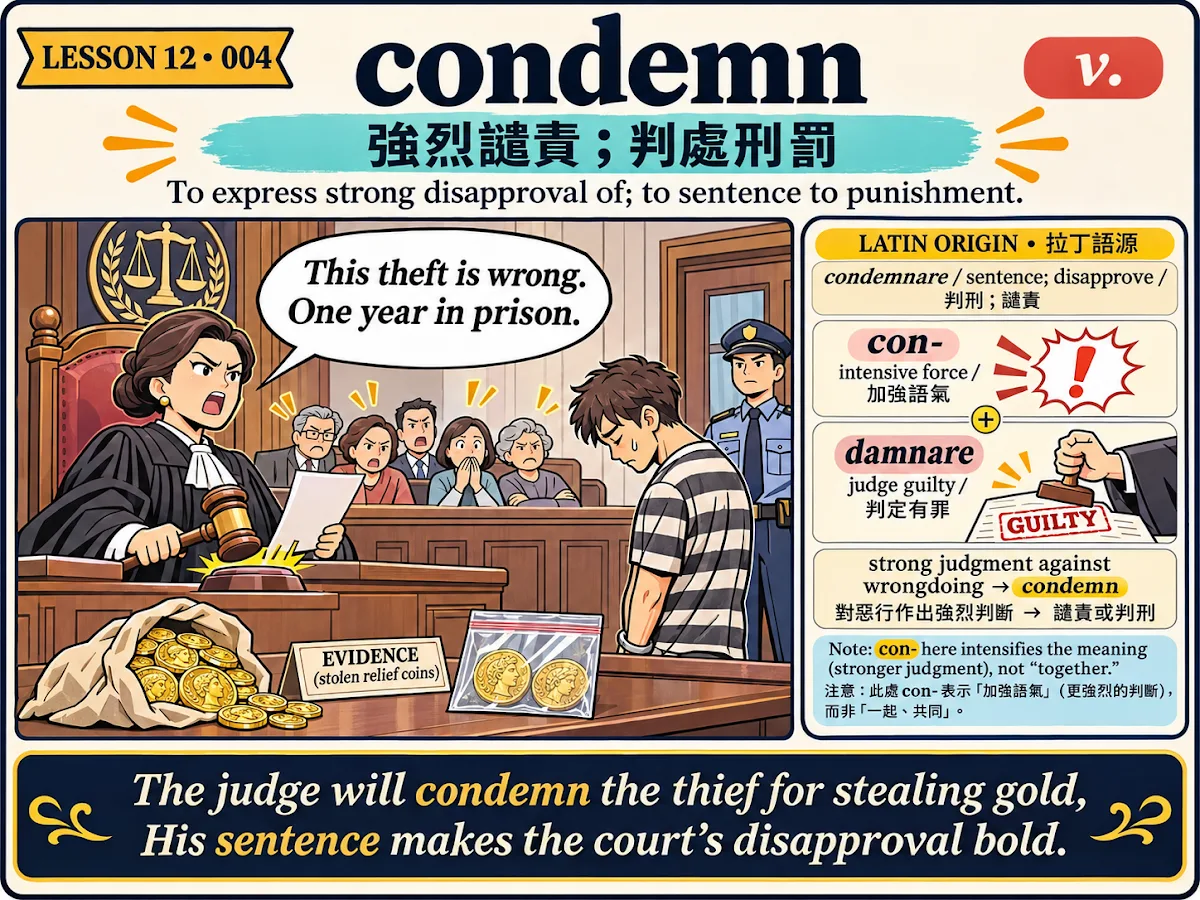 LESSON 12 • 004
condemn
v.
強烈譴責；判處刑罰
To express strong disapproval of; to sentence to punishment.
This theft is wrong.
One year in prison.
EVIDENCE
(stolen relief coins)
LATIN ORIGIN • 拉丁語源
condemnare / sentence; disapprove /
判刑；譴責
con-
intensive force /
加強語氣
!
+
damnare
judge guilty /
判定有罪
GUILTY
strong judgment against
wrongdoing → condemn
對惡行作出強烈判斷 → 譴責或判刑
Note: con- here intensifies the meaning
(stronger judgment), not “together.”
注意：此處 con- 表示「加強語氣」（更強烈的判斷），
而非「一起、共同」。
The judge will condemn the thief for stealing gold,
His sentence makes the court’s disapproval bold.